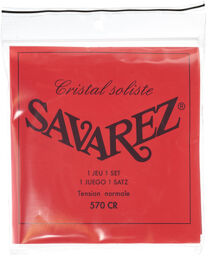 Cristal soliste
SAVAREZ®
1 JEU 1 SET
1 JUEGO 1 SATZ
Tension normale
570 CR